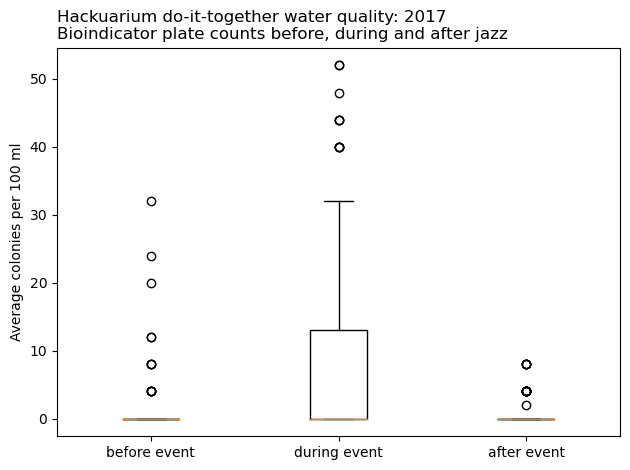 Hackuarium do-it-together water quality: 2017
Bioindicator plate counts before, during and after jazz
Average colonies per 100 ml
50
40
30
20
10
0
before event
during event
after event